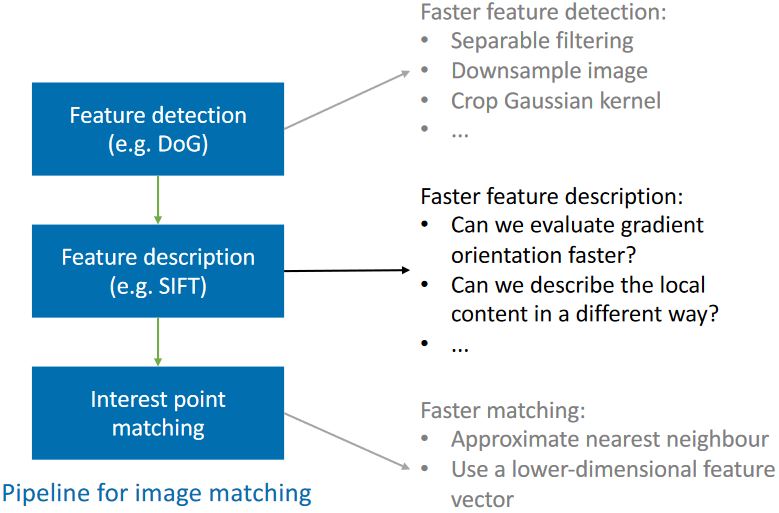 Faster feature detection:
• Separable filtering
• Downsample image
• Crop Gaussian kernel
• ...
Feature detection
(e.g. DoG)
Faster feature description:
• Can we evaluate gradient
orientation faster?
• Can we describe the local
content in a different way?
• ...
Feature description
(e.g. SIFT)
Interest point
matching
Faster matching:
• Approximate nearest neighbour
• Use a lower-dimensional feature
vector
Pipeline for image matching